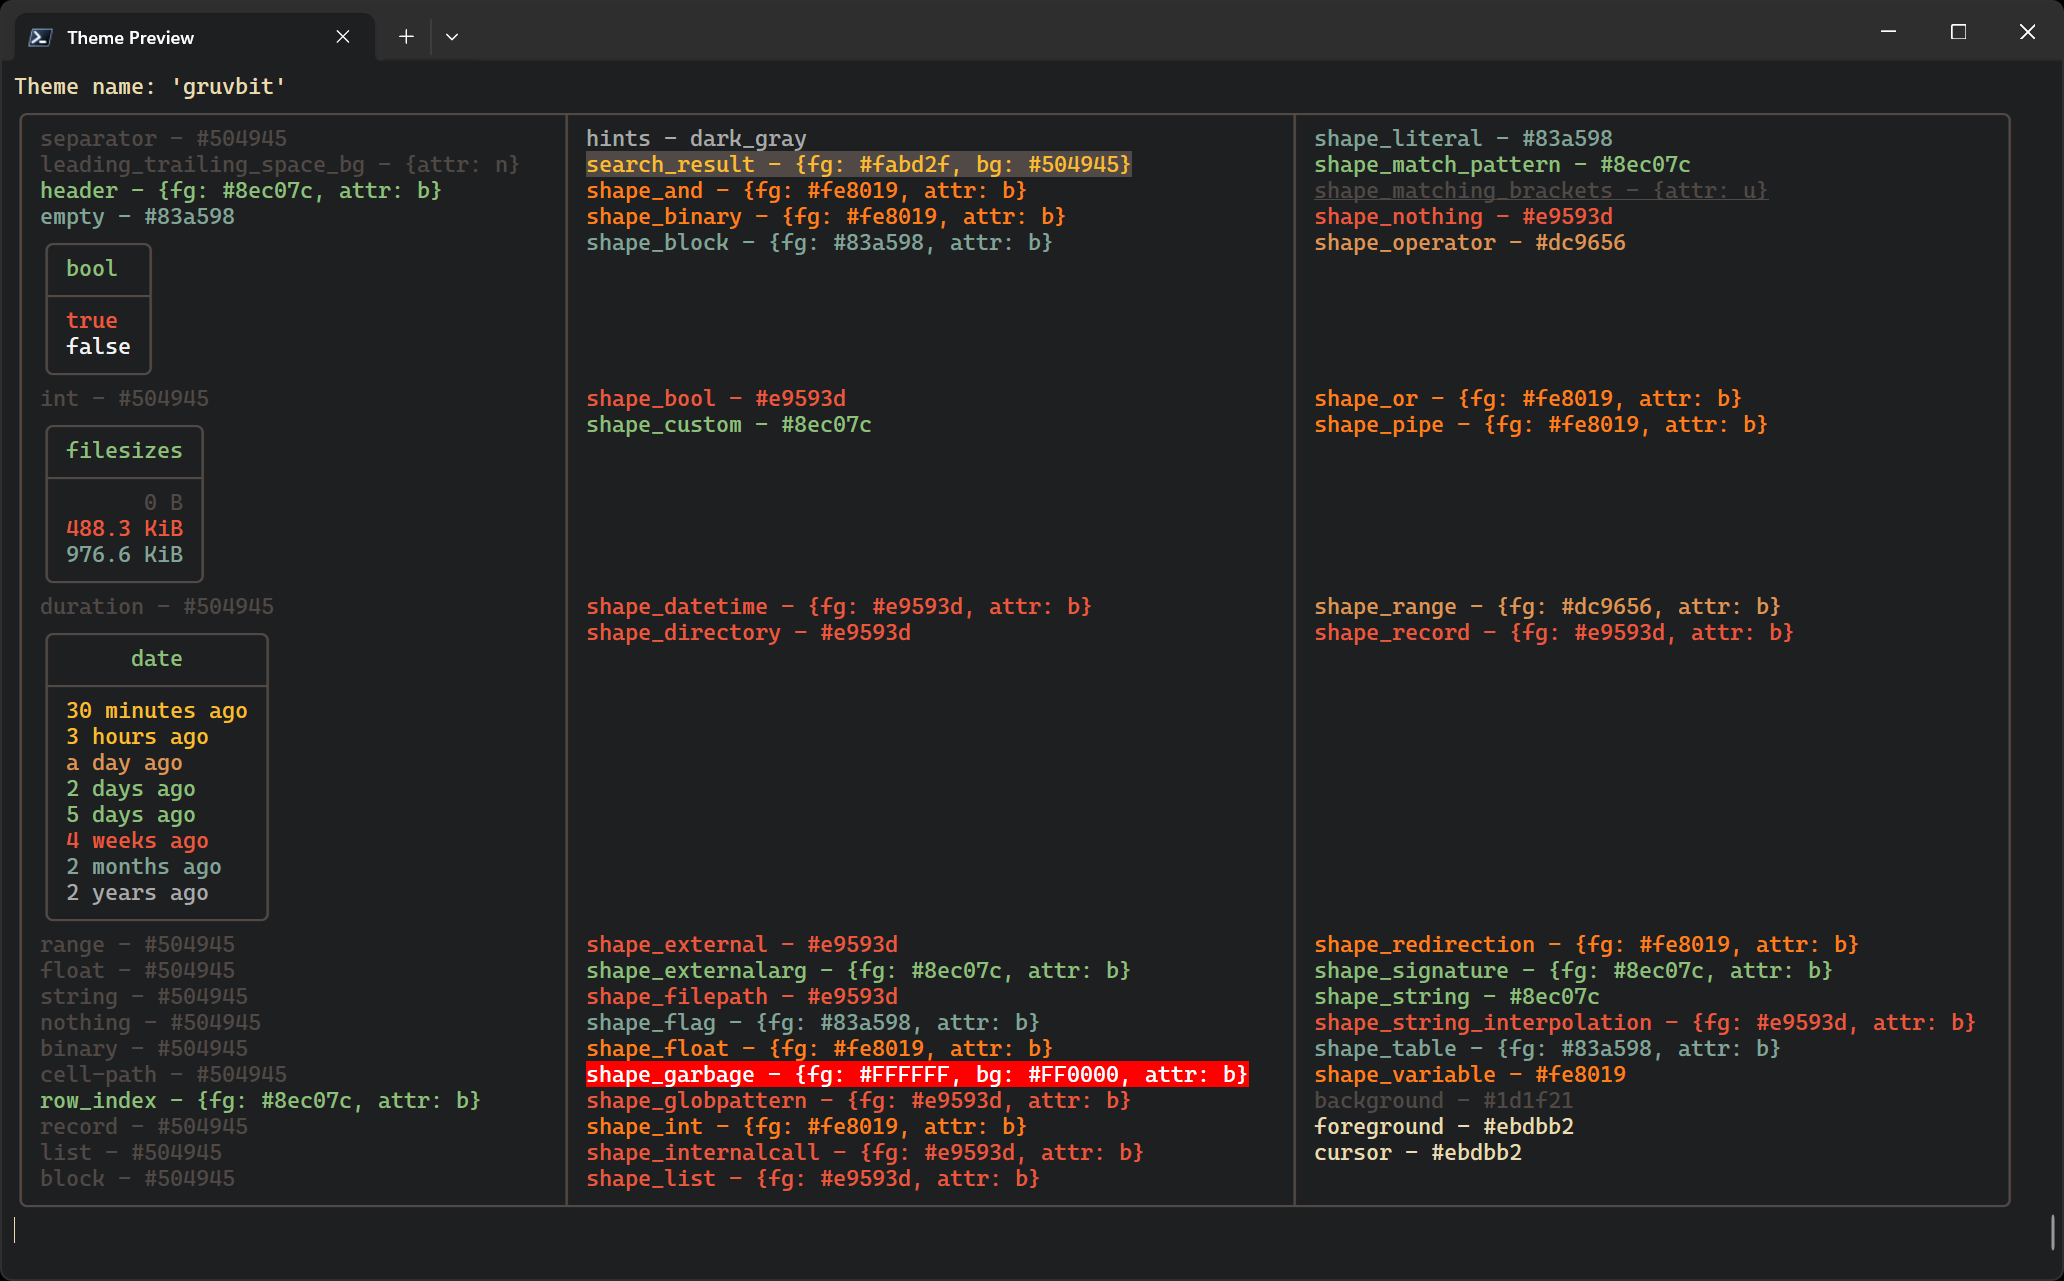 Theme Preview
Theme name: 'gruvbit'
separator - #504945
leading_trailing_space_bg - {attr: n}
header - {fg: #8ec07c, attr: b}
empty - #83a598
bool
true
false
int - #504945
filesizes
0 B
488.3 KiB
976.6 KiB
duration - #504945
date
30 minutes ago
3 hours ago
a day ago
2 days ago
5 days ago
4 weeks ago
2 months ago
2 years ago
range - #504945
float - #504945
string - #504945
nothing - #504945
binary - #504945
cell-path - #504945
row_index - {fg: #8ec07c, attr: b}
record - #504945
list - #504945
block - #504945
hints - dark_gray
search_result - {fg: #fabd2f, bg: #504945}
shape_and - {fg: #fe8019, attr: b}
shape_binary - {fg: #fe8019, attr: b}
shape_block - {fg: #83a598, attr: b}
shape_bool - #e9593d
shape_custom - #8ec07c
shape_datetime - {fg: #e9593d, attr: b}
shape_directory - #e9593d
shape_external - #e9593d
shape_externalarg - {fg: #8ec07c, attr: b}
shape_filepath - #e9593d
shape_flag - {fg: #83a598, attr: b}
shape_float - {fg: #fe8019, attr: b}
shape_garbage - {fg: #FFFFFF, bg: #FF0000, attr: b}
shape_globpattern - {fg: #e9593d, attr: b}
shape_int - {fg: #fe8019, attr: b}
shape_internalcall - {fg: #e9593d, attr: b}
shape_list - {fg: #e9593d, attr: b}
shape_literal - #83a598
shape_match_pattern - #8ec07c
shape_matching_brackets - {attr: u}
shape_nothing - #e9593d
shape_operator - #dc9656
shape_or - {fg: #fe8019, attr: b}
shape_pipe - {fg: #fe8019, attr: b}
shape_range - {fg: #dc9656, attr: b}
shape_record - {fg: #e9593d, attr: b}
shape_redirection - {fg: #fe8019, attr: b}
shape_signature - {fg: #8ec07c, attr: b}
shape_string - #8ec07c
shape_string_interpolation - {fg: #e9593d, attr: b}
shape_table - {fg: #83a598, attr: b}
shape_variable - #fe8019
background - #1d1f21
foreground - #ebdbb2
cursor - #ebdbb2